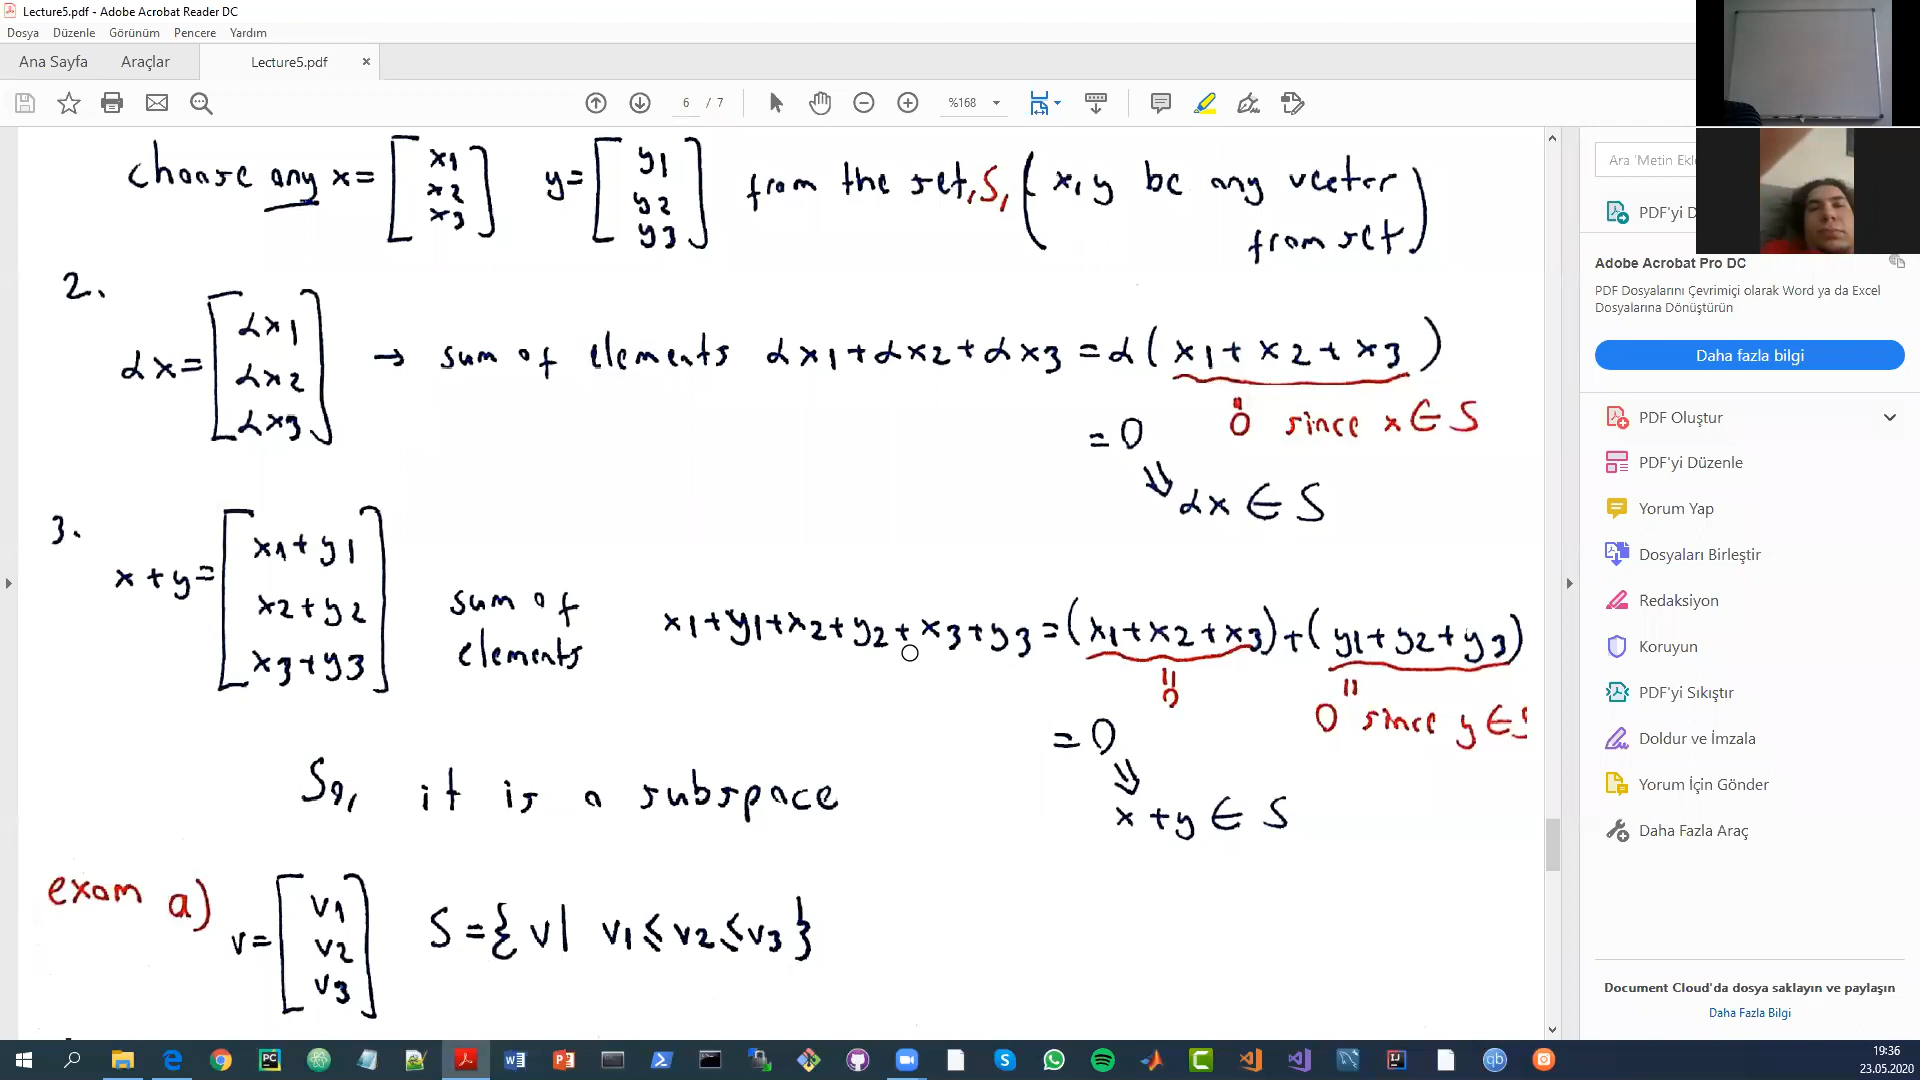 Lecture5.pdf - Adobe Acrobat Reader DC
Dosya Düzenle Görünüm Pencere Yardım
Ana Sayfa Araçlar Lecture5.pdf ×
6 / 7 %168
choose any x= [x1 x2 x3] y= [y1 y2 y3] from the set, S, (x, y be any vector from set)
2.
αx= [αx1 αx2 αx3] → sum of elements αx1+αx2+αx3 = α(x1+x2+x3)
0 since x ∈ S
= 0
⇓
αx ∈ S
3.
x+y= [x1+y1 x2+y2 x3+y3] sum of elements x1+y1+x2+y2+x3+y3 = (x1+x2+x3)+(y1+y2+y3)
0
0 since y ∈ S
= 0
⇓
x+y ∈ S
So, it is a subspace
exam a) v= [v1 v2 v3] S={v| v1≤v2≤v3}
Ara 'Metin Ekl
PDF'yi D
Adobe Acrobat Pro DC
PDF Dosyalarını Çevrimiçi olarak Word ya da Excel
Dosyalarına Dönüştürün
Daha fazla bilgi
PDF Oluştur
PDF'yi Düzenle
Yorum Yap
Dosyaları Birleştir
Redaksiyon
Koruyun
PDF'yi Sıkıştır
Doldur ve İmzala
Yorum İçin Gönder
Daha Fazla Araç
Document Cloud'da dosya saklayın ve paylaşın
Daha Fazla Bilgi
19:36
23.05.2020